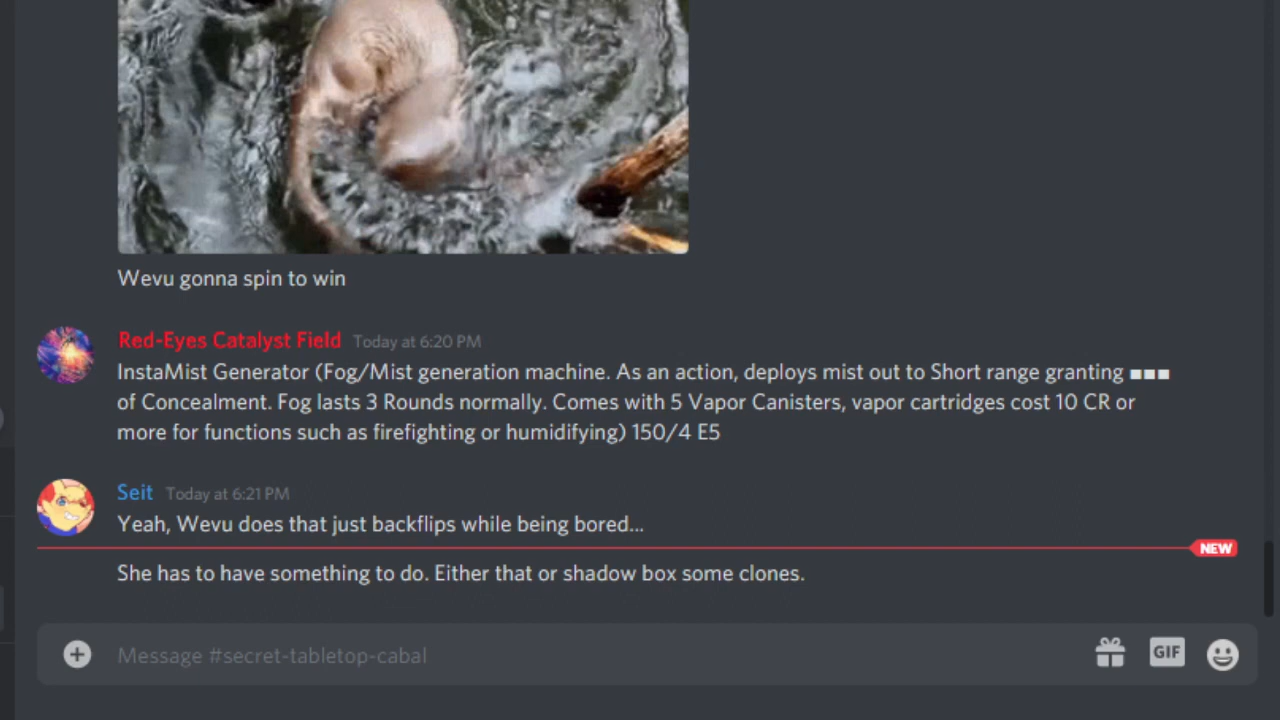 Wevu gonna spin to win
Red-Eyes Catalyst Field Today at 6:20 PM
InstaMist Generator (Fog/Mist generation machine. As an action, deploys mist out to Short range granting ■■■
of Concealment. Fog lasts 3 Rounds normally. Comes with 5 Vapor Canisters, vapor cartridges cost 10 CR or
more for functions such as firefighting or humidifying) 150/4 E5
Seit Today at 6:21 PM
Yeah, Wevu does that just backflips while being bored...
NEW
She has to have something to do. Either that or shadow box some clones.
Message #secret-tabletop-cabal
GIF